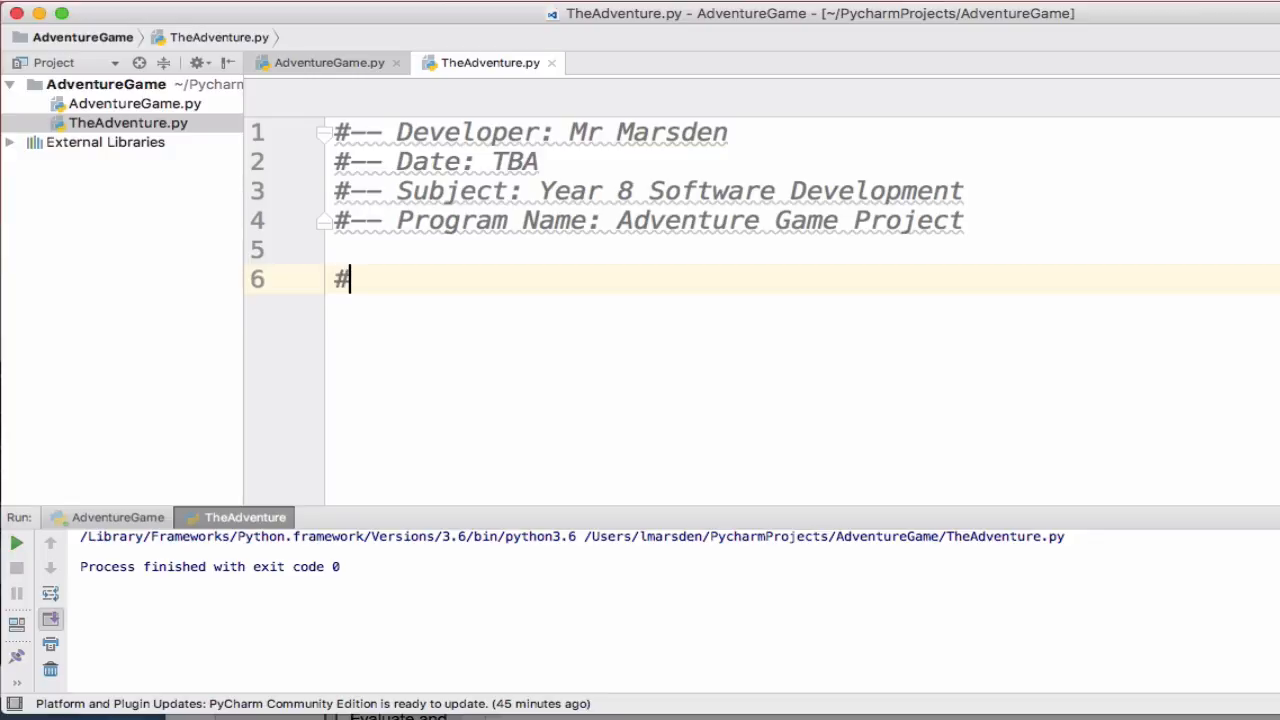 TheAdventure.py - AdventureGame - [~/PycharmProjects/AdventureGame]
AdventureGame TheAdventure.py
Project AdventureGame.py TheAdventure.py
AdventureGame ~/Pycharm
AdventureGame.py
TheAdventure.py
External Libraries
1 #-- Developer: Mr Marsden
2 #-- Date: TBA
3 #-- Subject: Year 8 Software Development
4 #-- Program Name: Adventure Game Project
5
6 #
Run: AdventureGame TheAdventure
/Library/Frameworks/Python.framework/Versions/3.6/bin/python3.6 /Users/lmarsden/PycharmProjects/AdventureGame/TheAdventure.py
Process finished with exit code 0
Platform and Plugin Updates: PyCharm Community Edition is ready to update. (45 minutes ago)
Evaluate and